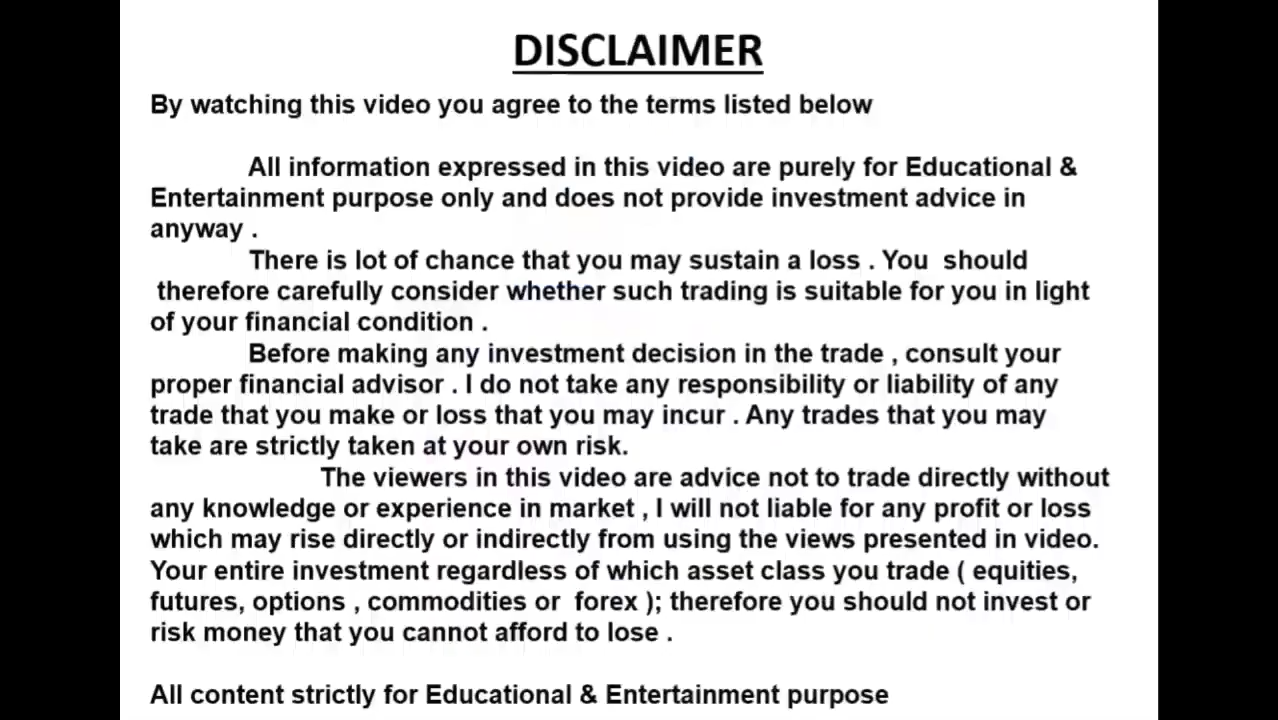 DISCLAIMER
By watching this video you agree to the terms listed below
All information expressed in this video are purely for Educational &
Entertainment purpose only and does not provide investment advice in
anyway .
There is lot of chance that you may sustain a loss . You  should
therefore carefully consider whether such trading is suitable for you in light
of your financial condition .
Before making any investment decision in the trade , consult your
proper financial advisor . I do not take any responsibility or liability of any
trade that you make or loss that you may incur . Any trades that you may
take are strictly taken at your own risk.
The viewers in this video are advice not to trade directly without
any knowledge or experience in market , I will not liable for any profit or loss
which may rise directly or indirectly from using the views presented in video.
Your entire investment regardless of which asset class you trade ( equities,
futures, options , commodities or  forex ); therefore you should not invest or
risk money that you cannot afford to lose .
All content strictly for Educational & Entertainment purpose